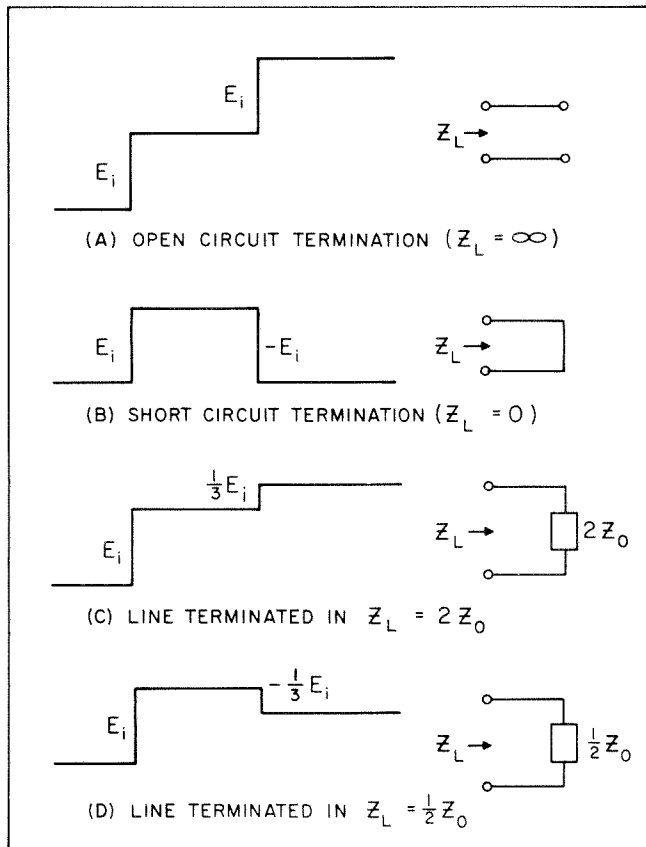 E_i
E_i
Z_L →
(A) OPEN CIRCUIT TERMINATION (Z_L = ∞)
E_i
-E_i
Z_L →
(B) SHORT CIRCUIT TERMINATION (Z_L = 0)
1/3 E_i
E_i
Z_L →
2Z_0
(C) LINE TERMINATED IN Z_L = 2Z_0
-1/3 E_i
E_i
Z_L →
1/2 Z_0
(D) LINE TERMINATED IN Z_L = 1/2 Z_0